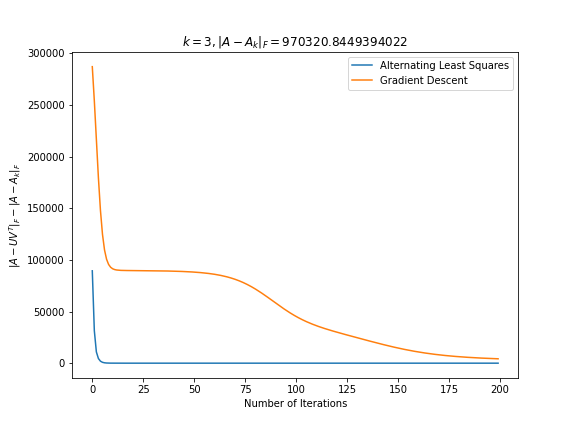 k = 3, |A − A_k|_F = 970320.8449394022
300000
250000
200000
150000
100000
50000
0
|A − UV^T|_F − |A − A_k|_F
Alternating Least Squares
Gradient Descent
0 25 50 75 100 125 150 175 200
Number of Iterations